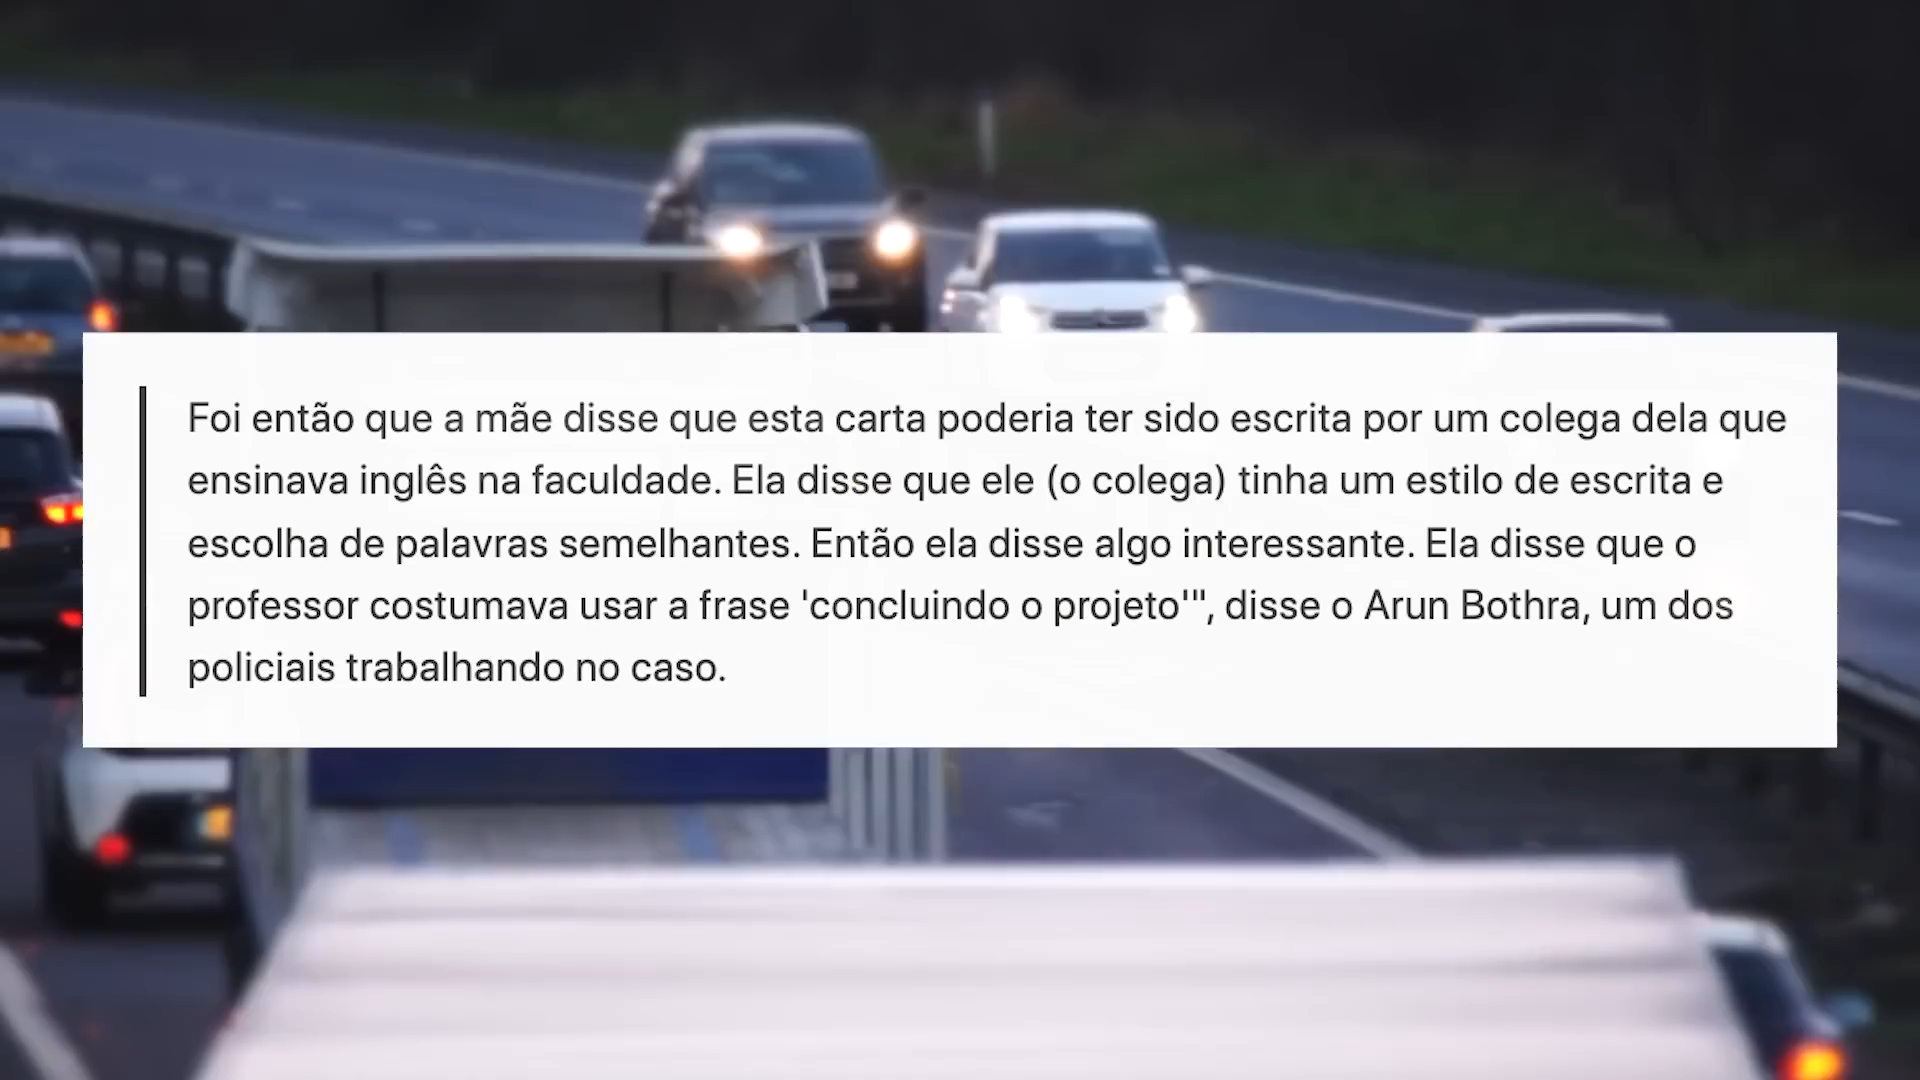 Foi então que a mãe disse que esta carta poderia ter sido escrita por um colega dela que
ensinava inglês na faculdade. Ela disse que ele (o colega) tinha um estilo de escrita e
escolha de palavras semelhantes. Então ela disse algo interessante. Ela disse que o
professor costumava usar a frase 'concluindo o projeto'", disse o Arun Bothra, um dos
policiais trabalhando no caso.